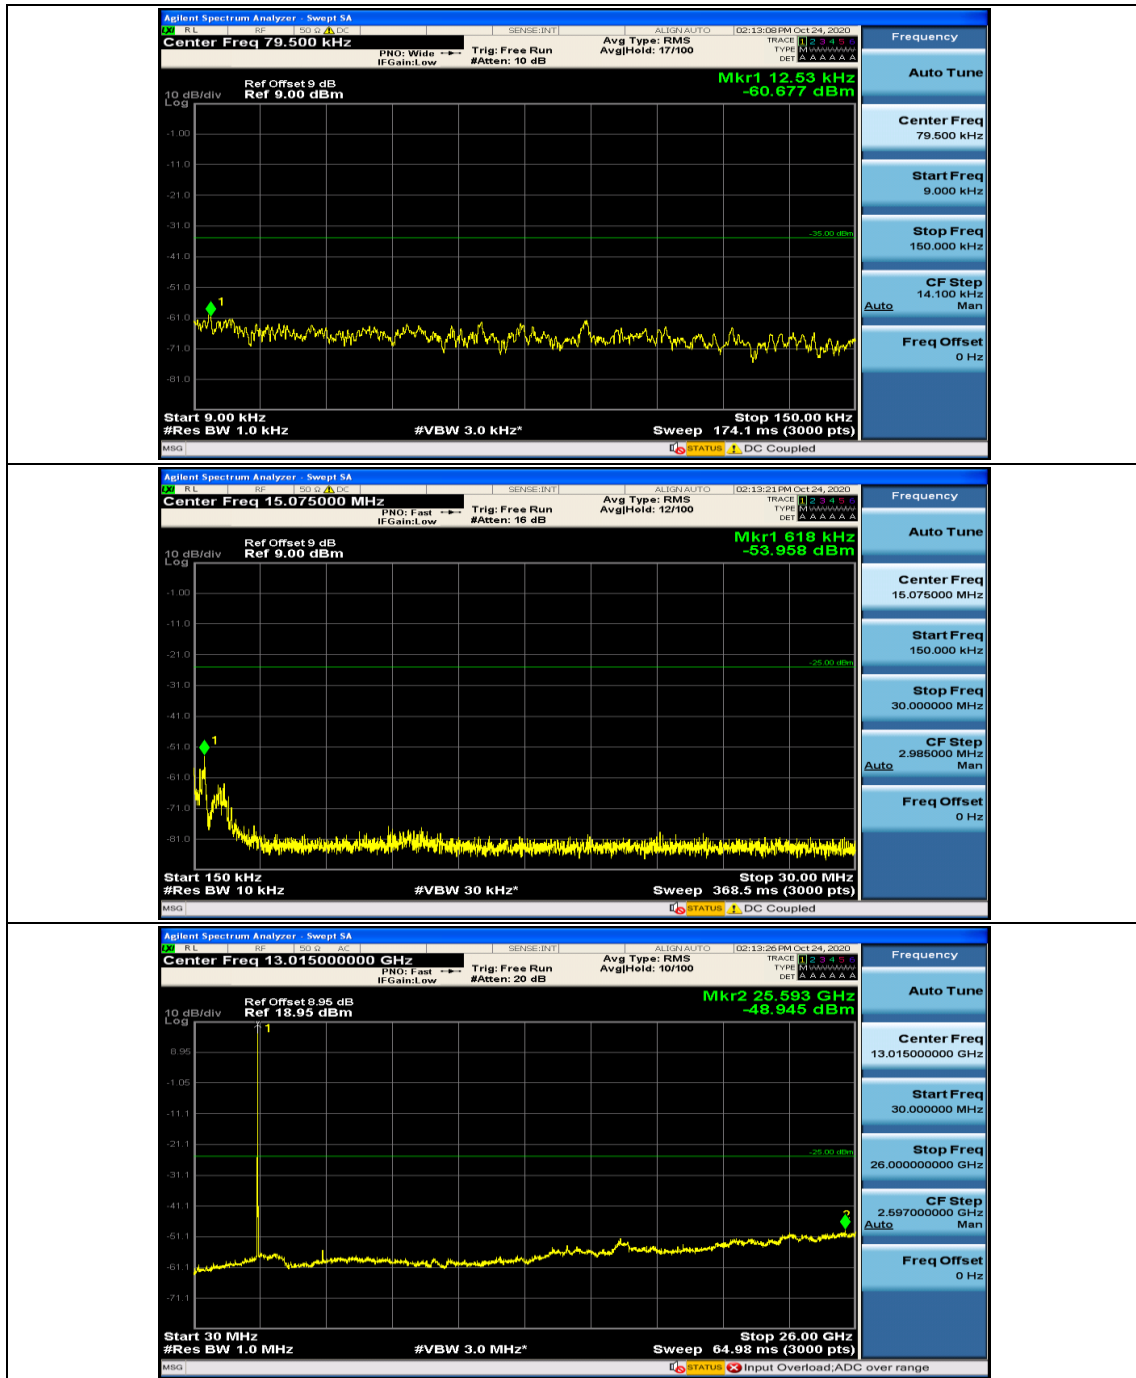 Agilent Spectrum Analyzer - Swept SA
LXI RL RF 50 Ω DC SENSE:INT ALIGN AUTO 02:13:08 PM Oct 24, 2020
Center Freq 79.500 kHz
PNO: Wide Trig: Free Run
IFGain:Low #Atten: 10 dB
Avg Type: RMS
Avg|Hold: 17/100
TRACE 1 2 3 4 5 6
TYPE M
DET A A A A A A
Frequency
Ref Offset 9 dB
10 dB/div Ref 9.00 dBm
Log
Mkr1 12.53 kHz
-60.677 dBm
-1.00
-11.0
-21.0
-31.0
-41.0
-51.0
-61.0
-71.0
-81.0
-35.00 dBm
1
Start 9.00 kHz Stop 150.00 kHz
#Res BW 1.0 kHz #VBW 3.0 kHz* Sweep 174.1 ms (3000 pts)
MSG STATUS DC Coupled
Auto Tune
Center Freq
79.500 kHz
Start Freq
9.000 kHz
Stop Freq
150.000 kHz
CF Step
14.100 kHz
Auto Man
Freq Offset
0 Hz
Agilent Spectrum Analyzer - Swept SA
LXI RL RF 50 Ω DC SENSE:INT ALIGN AUTO 02:13:21 PM Oct 24, 2020
Center Freq 15.075000 MHz
PNO: Fast Trig: Free Run
IFGain:Low #Atten: 16 dB
Avg Type: RMS
Avg|Hold: 12/100
TRACE 1 2 3 4 5 6
TYPE M
DET A A A A A A
Frequency
Ref Offset 9 dB
10 dB/div Ref 9.00 dBm
Log
Mkr1 618 kHz
-53.958 dBm
-1.00
-11.0
-21.0
-31.0
-41.0
-51.0
-61.0
-71.0
-81.0
-25.00 dBm
1
Start 150 kHz Stop 30.00 MHz
#Res BW 10 kHz #VBW 30 kHz* Sweep 368.5 ms (3000 pts)
MSG STATUS DC Coupled
Auto Tune
Center Freq
15.075000 MHz
Start Freq
150.000 kHz
Stop Freq
30.000000 MHz
CF Step
2.985000 MHz
Auto Man
Freq Offset
0 Hz
Agilent Spectrum Analyzer - Swept SA
LXI RL RF 50 Ω AC SENSE:INT ALIGN AUTO 02:13:26 PM Oct 24, 2020
Center Freq 13.015000000 GHz
PNO: Fast Trig: Free Run
IFGain:Low #Atten: 20 dB
Avg Type: RMS
Avg|Hold: 10/100
TRACE 1 2 3 4 5 6
TYPE M
DET A A A A A A
Frequency
Ref Offset 8.95 dB
10 dB/div Ref 18.95 dBm
Log
Mkr2 25.593 GHz
-48.945 dBm
8.95
-1.05
-11.1
-21.1
-31.1
-41.1
-51.1
-61.1
-71.1
-25.00 dBm
1
2
Start 30 MHz Stop 26.00 GHz
#Res BW 1.0 MHz #VBW 3.0 MHz* Sweep 64.98 ms (3000 pts)
MSG STATUS Input Overload;ADC over range
Auto Tune
Center Freq
13.015000000 GHz
Start Freq
30.000000 MHz
Stop Freq
26.000000000 GHz
CF Step
2.597000000 GHz
Auto Man
Freq Offset
0 Hz